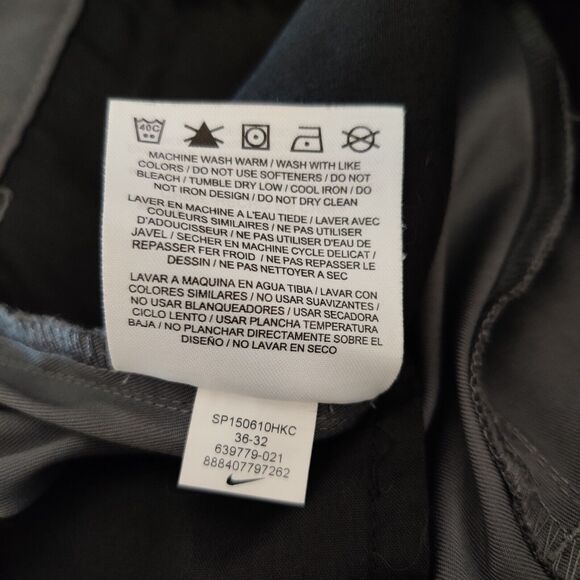 40C
MACHINE WASH WARM / WASH WITH LIKE
COLORS / DO NOT USE SOFTENERS / DO NOT
BLEACH / TUMBLE DRY LOW / COOL IRON / DO
NOT IRON DESIGN / DO NOT DRY CLEAN
LAVER EN MACHINE A L'EAU TIEDE / LAVER AVEC
COULEURS SIMILAIRES / NE PAS UTILISER
D'ADOUCISSEUR / NE PAS UTILISER D'EAU DE
JAVEL / SECHER EN MACHINE CYCLE DELICAT /
REPASSER FER FROID / NE PAS REPASSER LE
DESSIN / NE PAS NETTOYER A SEC
LAVAR A MAQUINA EN AGUA TIBIA / LAVAR CON
COLORES SIMILARES / NO USAR SUAVIZANTES /
NO USAR BLANQUEADORES / USAR SECADORA
CICLO LENTO / USAR PLANCHA TEMPERATURA
BAJA / NO PLANCHAR DIRECTAMENTE SOBRE EL
DISEÑO / NO LAVAR EN SECO
SP150610HKC
36-32
639779-021
888407797262